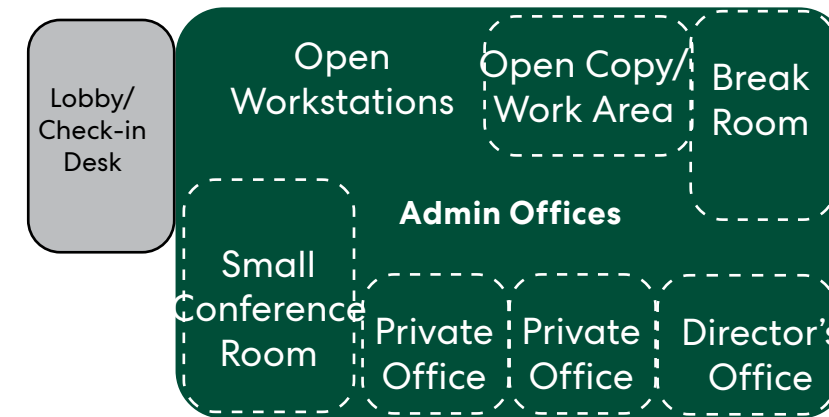 Lobby/
Check-in
Desk
Open
Workstations
Open Copy/
Work Area
Break
Room
Admin Offices
Small
Conference
Room
Private
Office
Private
Office
Director's
Office